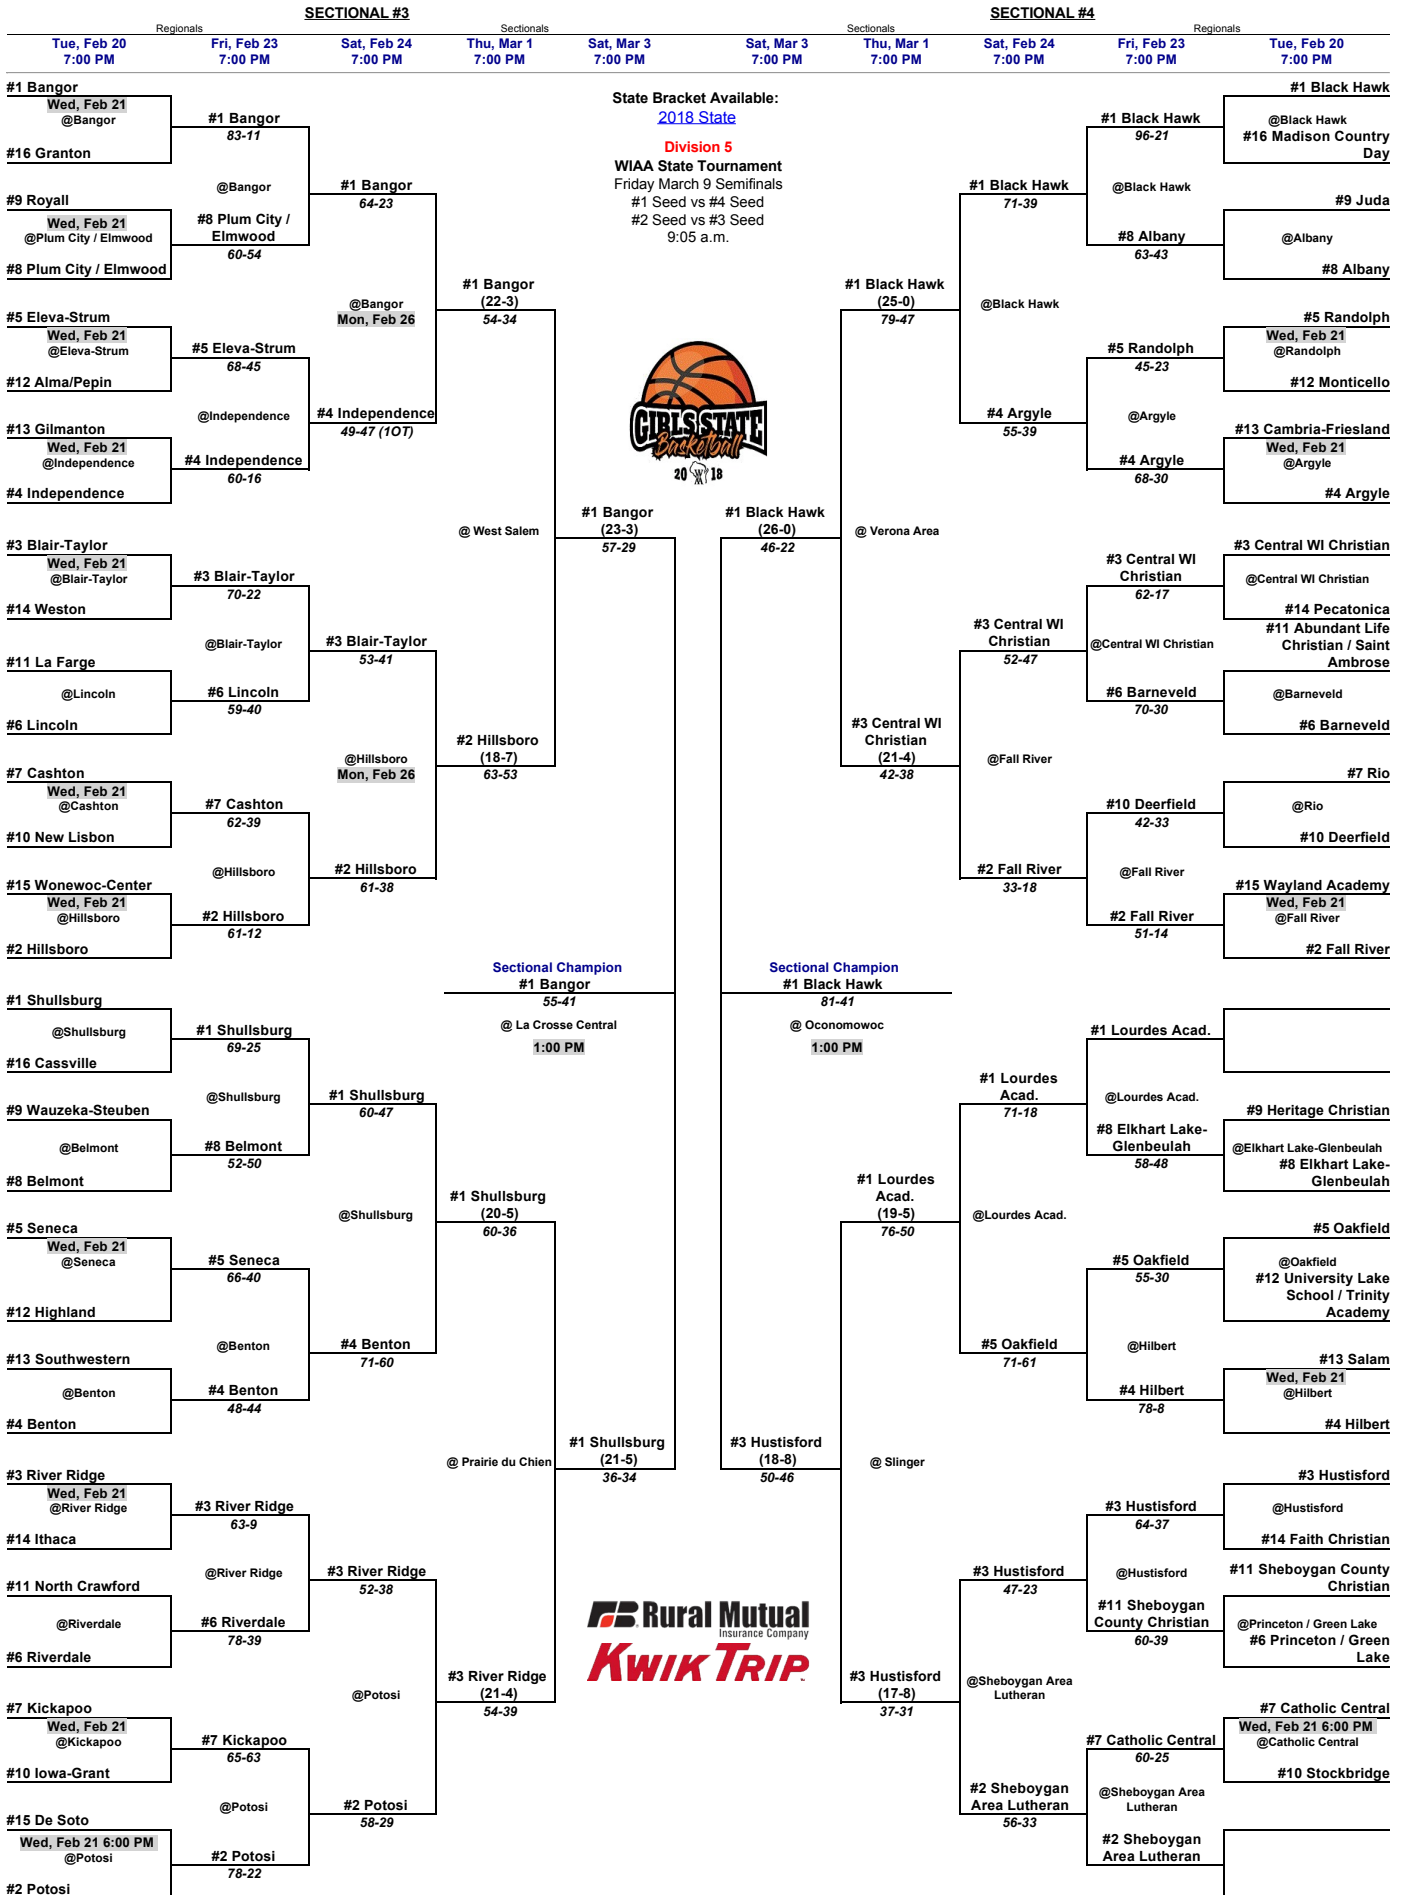 SECTIONAL #3
SECTIONAL #4
Regionals
Sectionals
Sectionals
Regionals
Tue, Feb 20
7:00 PM
Fri, Feb 23
7:00 PM
Sat, Feb 24
7:00 PM
Thu, Mar 1
7:00 PM
Sat, Mar 3
7:00 PM
Sat, Mar 3
7:00 PM
Thu, Mar 1
7:00 PM
Sat, Feb 24
7:00 PM
Fri, Feb 23
7:00 PM
Tue, Feb 20
7:00 PM
#1 Bangor
Wed, Feb 21
@Bangor
#16 Granton
#9 Royall
Wed, Feb 21
@Plum City / Elmwood
#8 Plum City / Elmwood
#5 Eleva-Strum
Wed, Feb 21
@Eleva-Strum
#12 Alma/Pepin
#13 Gilmanton
Wed, Feb 21
@Independence
#4 Independence
#3 Blair-Taylor
Wed, Feb 21
@Blair-Taylor
#14 Weston
#11 La Farge
@Lincoln
#6 Lincoln
#7 Cashton
Wed, Feb 21
@Cashton
#10 New Lisbon
#15 Wonewoc-Center
Wed, Feb 21
@Hillsboro
#2 Hillsboro
#1 Shullsburg
@Shullsburg
#16 Cassville
#9 Wauzeka-Steuben
@Belmont
#8 Belmont
#5 Seneca
Wed, Feb 21
@Seneca
#12 Highland
#13 Southwestern
@Benton
#4 Benton
#3 River Ridge
Wed, Feb 21
@River Ridge
#14 Ithaca
#11 North Crawford
@Riverdale
#6 Riverdale
#7 Kickapoo
Wed, Feb 21
@Kickapoo
#10 Iowa-Grant
#15 De Soto
Wed, Feb 21 6:00 PM
@Potosi
#2 Potosi
#1 Bangor
83-11
@Bangor
#8 Plum City /
Elmwood
60-54
#5 Eleva-Strum
68-45
@Independence
#4 Independence
60-16
#3 Blair-Taylor
70-22
@Blair-Taylor
#6 Lincoln
59-40
#7 Cashton
62-39
@Hillsboro
#2 Hillsboro
61-12
#1 Shullsburg
69-25
@Shullsburg
#8 Belmont
52-50
#5 Seneca
66-40
@Benton
#4 Benton
48-44
#3 River Ridge
63-9
@River Ridge
#6 Riverdale
78-39
#7 Kickapoo
65-63
@Potosi
#2 Potosi
78-22
#1 Bangor
64-23
@Bangor
Mon, Feb 26
#4 Independence
49-47 (1OT)
#3 Blair-Taylor
53-41
@Hillsboro
Mon, Feb 26
#2 Hillsboro
61-38
#1 Shullsburg
60-47
@Shullsburg
#4 Benton
71-60
#3 River Ridge
52-38
@Potosi
#2 Potosi
58-29
#1 Bangor
(22-3)
54-34
@ West Salem
#2 Hillsboro
(18-7)
63-53
#1 Shullsburg
(20-5)
60-36
@ Prairie du Chien
#3 River Ridge
(21-4)
54-39
#1 Bangor
(23-3)
57-29
Sectional Champion
#1 Bangor
55-41
@ La Crosse Central
1:00 PM
#1 Shullsburg
(21-5)
36-34
State Bracket Available:
2018 State
Division 5
WIAA State Tournament
Friday March 9 Semifinals
#1 Seed vs #4 Seed
#2 Seed vs #3 Seed
9:05 a.m.
GIRLS STATE
Basketball
20 18
Rural Mutual
Insurance Company
KWIK TRIP
#1 Black Hawk
(26-0)
46-22
Sectional Champion
#1 Black Hawk
81-41
@ Oconomowoc
1:00 PM
#3 Hustisford
(18-8)
50-46
#1 Black Hawk
(25-0)
79-47
@ Verona Area
#3 Central WI
Christian
(21-4)
42-38
#1 Lourdes
Acad.
(19-5)
76-50
@ Slinger
#3 Hustisford
(17-8)
37-31
#1 Black Hawk
71-39
@Black Hawk
#4 Argyle
55-39
#3 Central WI
Christian
52-47
@Fall River
#2 Fall River
33-18
#1 Lourdes
Acad.
71-18
@Lourdes Acad.
#5 Oakfield
71-61
#3 Hustisford
47-23
@Sheboygan Area
Lutheran
#2 Sheboygan
Area Lutheran
56-33
#1 Black Hawk
96-21
@Black Hawk
#8 Albany
63-43
#5 Randolph
45-23
@Argyle
#4 Argyle
68-30
#3 Central WI
Christian
62-17
@Central WI Christian
#6 Barneveld
70-30
#10 Deerfield
42-33
@Fall River
#2 Fall River
51-14
#1 Lourdes Acad.
@Lourdes Acad.
#8 Elkhart Lake-
Glenbeulah
58-48
#5 Oakfield
55-30
@Hilbert
#4 Hilbert
78-8
#3 Hustisford
64-37
@Hustisford
#11 Sheboygan
County Christian
60-39
#7 Catholic Central
60-25
@Sheboygan Area
Lutheran
#2 Sheboygan
Area Lutheran
#1 Black Hawk
@Black Hawk
#16 Madison Country
Day
#9 Juda
@Albany
#8 Albany
#5 Randolph
Wed, Feb 21
@Randolph
#12 Monticello
#13 Cambria-Friesland
Wed, Feb 21
@Argyle
#4 Argyle
#3 Central WI Christian
@Central WI Christian
#14 Pecatonica
#11 Abundant Life
Christian / Saint
Ambrose
@Barneveld
#6 Barneveld
#7 Rio
@Rio
#10 Deerfield
#15 Wayland Academy
Wed, Feb 21
@Fall River
#2 Fall River
#9 Heritage Christian
@Elkhart Lake-Glenbeulah
#8 Elkhart Lake-
Glenbeulah
#5 Oakfield
@Oakfield
#12 University Lake
School / Trinity
Academy
#13 Salam
Wed, Feb 21
@Hilbert
#4 Hilbert
#3 Hustisford
@Hustisford
#14 Faith Christian
#11 Sheboygan County
Christian
@Princeton / Green Lake
#6 Princeton / Green
Lake
#7 Catholic Central
Wed, Feb 21 6:00 PM
@Catholic Central
#10 Stockbridge